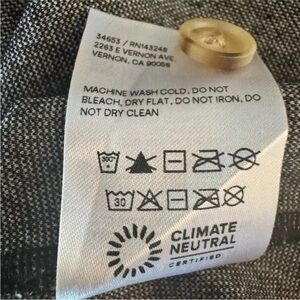 34653 / RN143248
2263 E VERNON AVE.
VERNON, CA 90058
MACHINE WASH COLD, DO NOT
BLEACH, DRY FLAT, DO NOT IRON, DO
NOT DRY CLEAN
30
CLIMATE
NEUTRAL
CERTIFIED